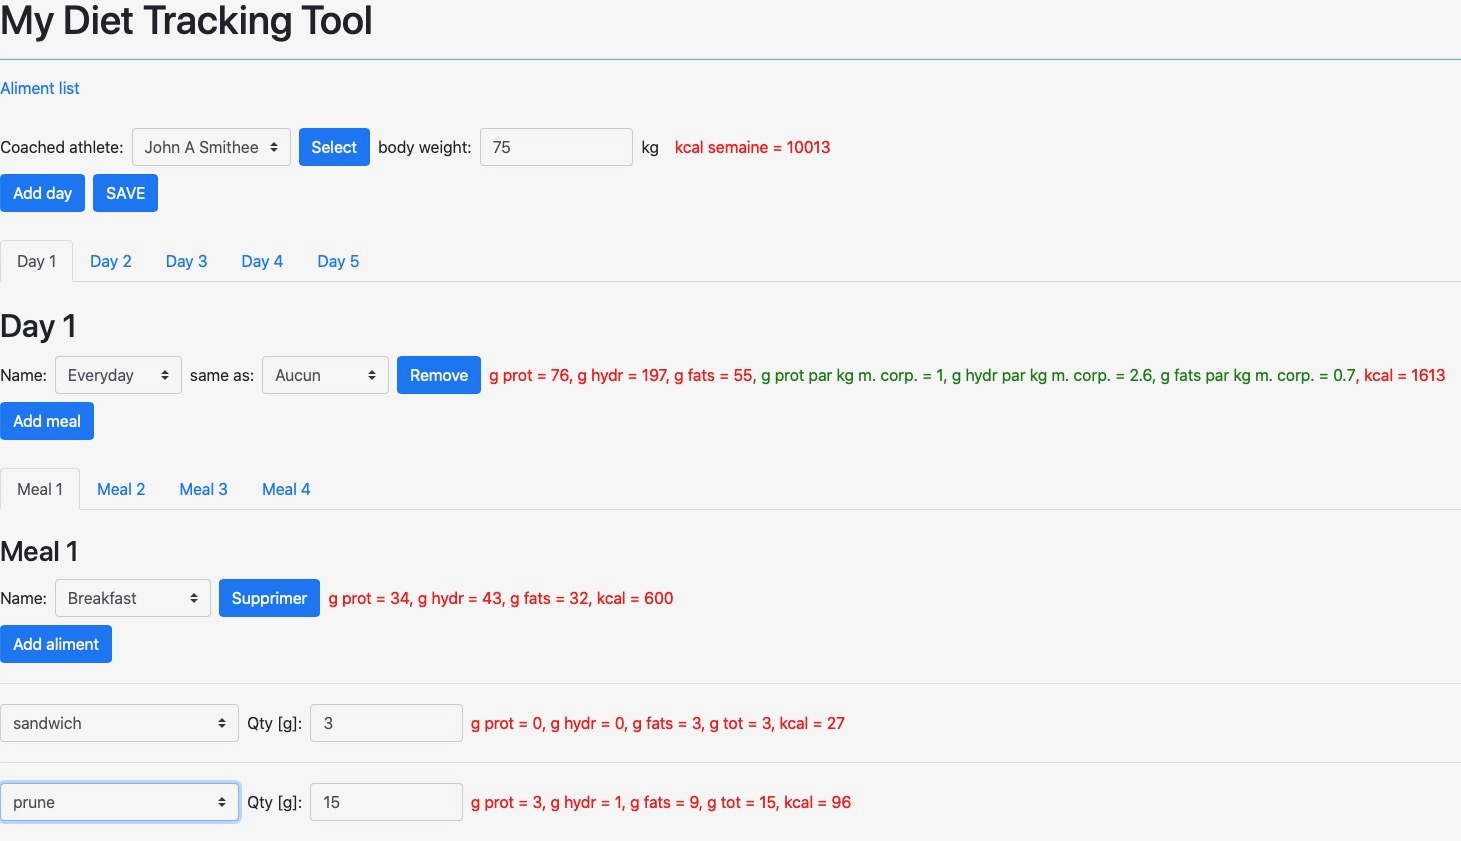 My Diet Tracking Tool
Aliment list
Coached athlete: John A Smithee Select body weight: 75 kg kcal semaine = 10013
Add day SAVE
Day 1 Day 2 Day 3 Day 4 Day 5
Day 1
Name: Everyday same as: Aucun Remove g prot = 76, g hydr = 197, g fats = 55, g prot par kg m. corp. = 1, g hydr par kg m. corp. = 2.6, g fats par kg m. corp. = 0.7, kcal = 1613
Add meal
Meal 1 Meal 2 Meal 3 Meal 4
Meal 1
Name: Breakfast Supprimer g prot = 34, g hydr = 43, g fats = 32, kcal = 600
Add aliment
sandwich Qty [g]: 3 g prot = 0, g hydr = 0, g fats = 3, g tot = 3, kcal = 27
prune Qty [g]: 15 g prot = 3, g hydr = 1, g fats = 9, g tot = 15, kcal = 96